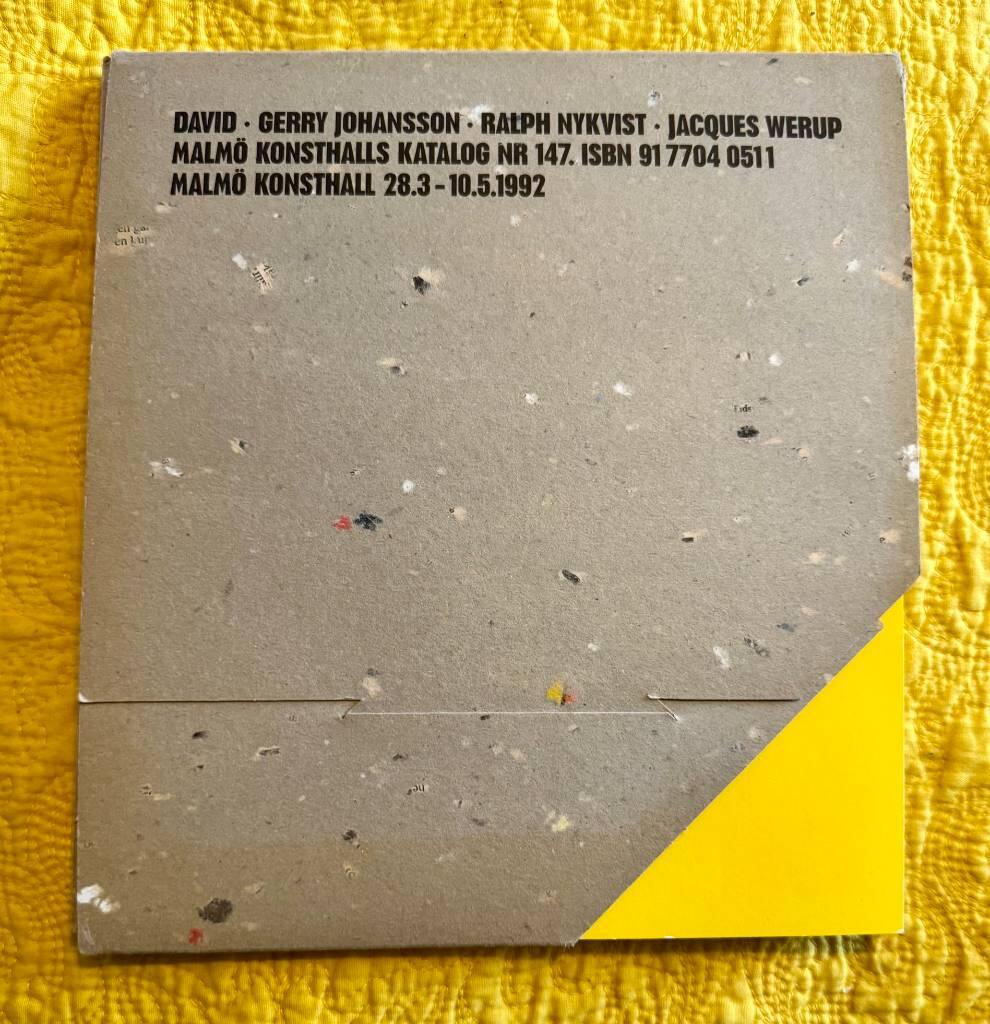 DAVID · GERRY JOHANSSON · RALPH NYKVIST · JACQUES WERUP
MALMÖ KONSTHALLS KATALOG NR 147. ISBN 91 7704 0511
MALMÖ KONSTHALL 28.3 – 10.5.1992